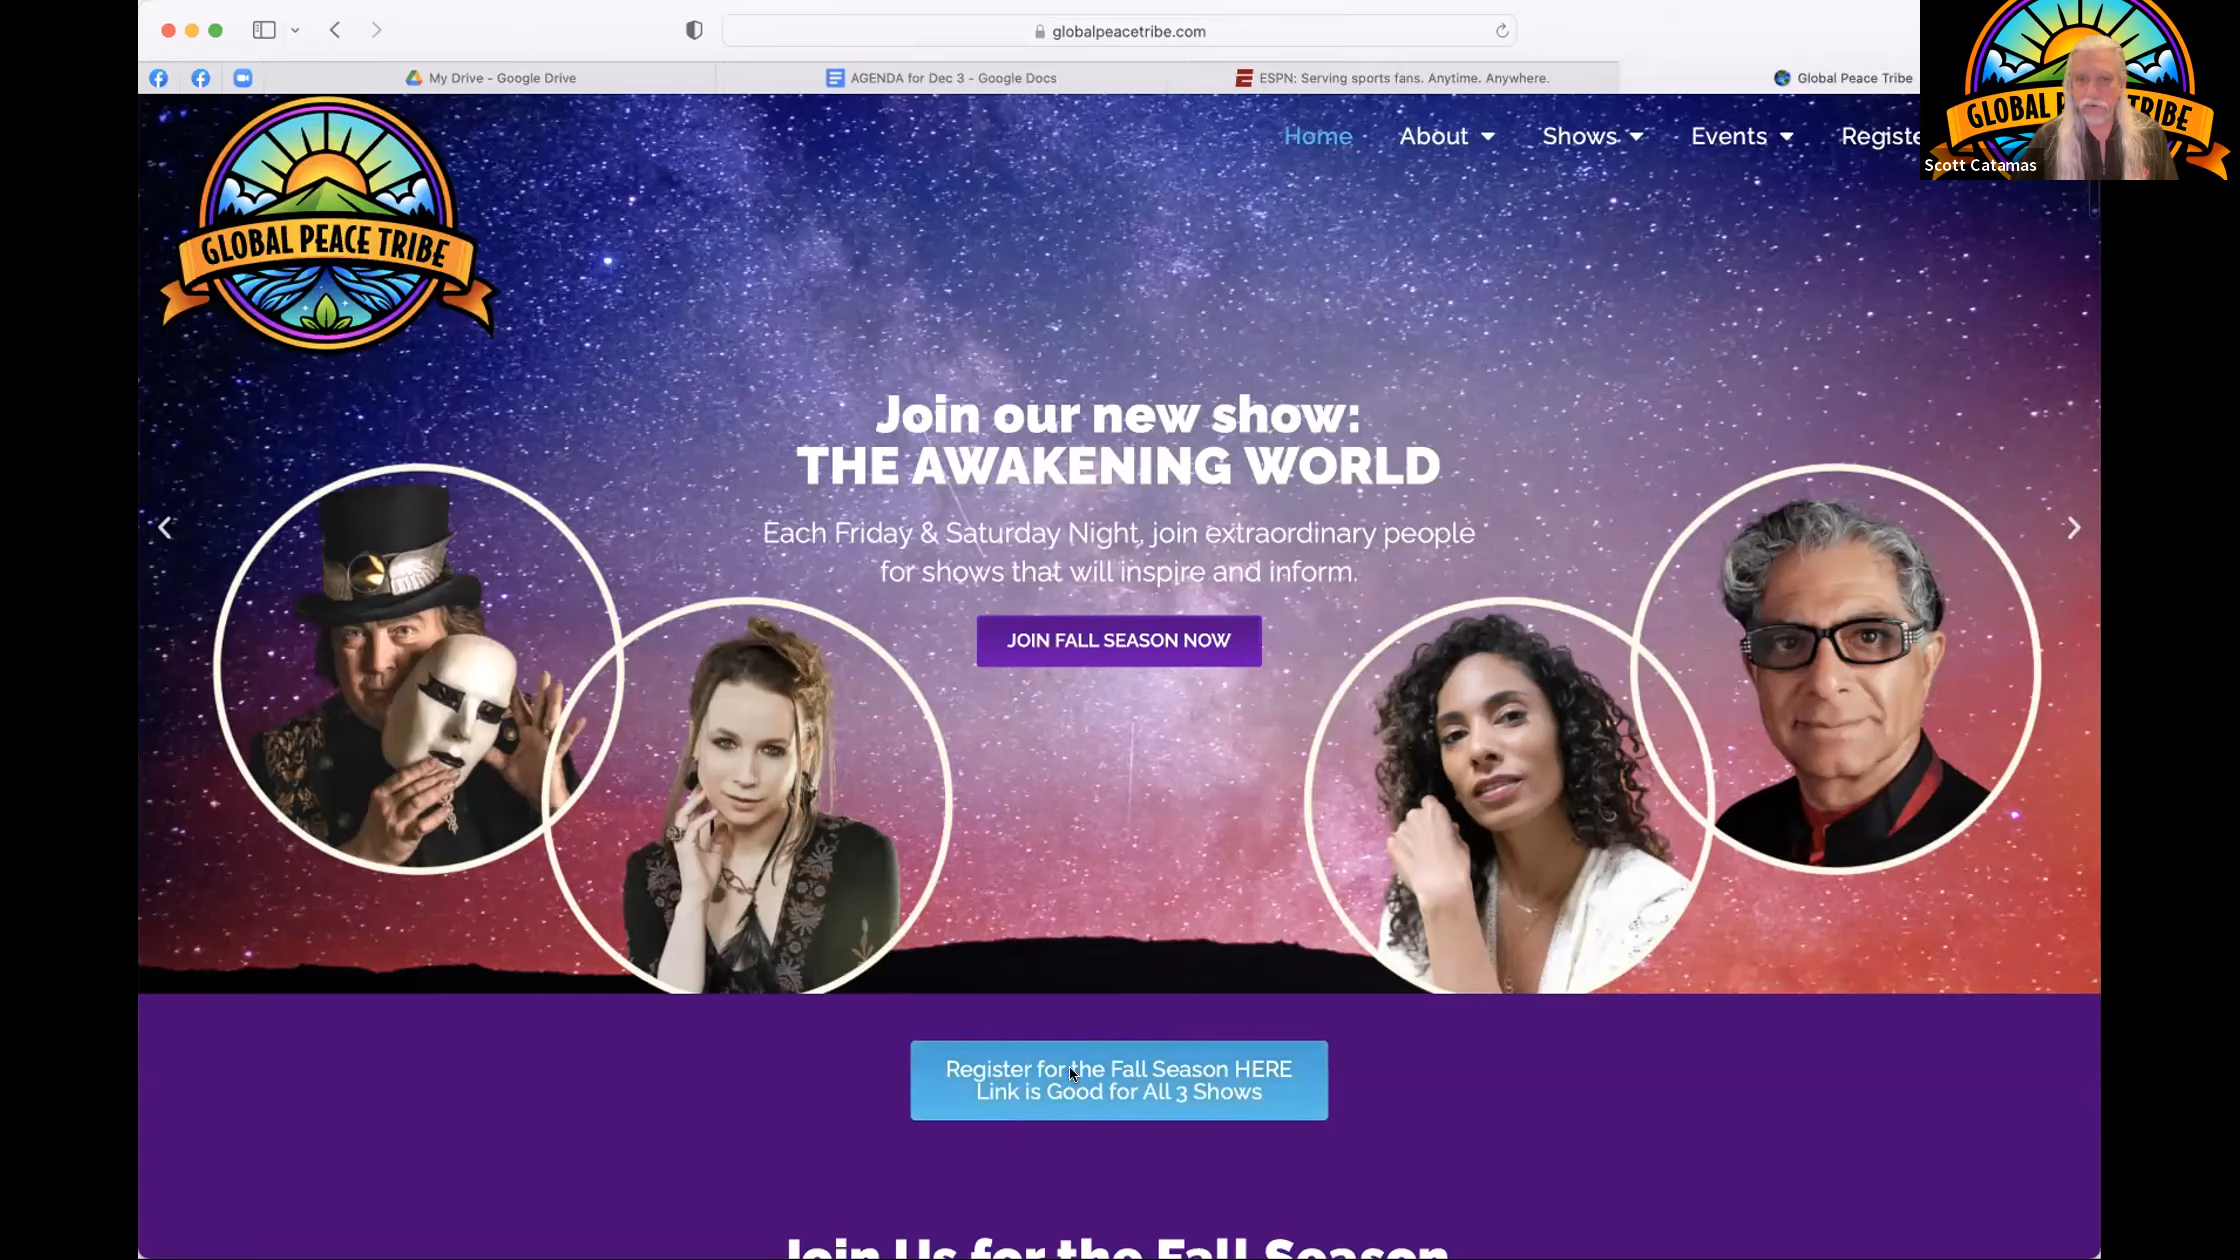 globalpeacetribe.com
My Drive - Google Drive
AGENDA for Dec 3 - Google Docs
ESPN: Serving sports fans. Anytime. Anywhere.
Global Peace Tribe
GLOBAL PEACE TRIBE
Home
About
Shows
Events
Registe
GLOBAL P TRIBE
Scott Catamas
Join our new show:
THE AWAKENING WORLD
Each Friday & Saturday Night, join extraordinary people
for shows that will inspire and inform.
JOIN FALL SEASON NOW
Register for the Fall Season HERE
Link is Good for All 3 Shows
Join Us for the Fall Season